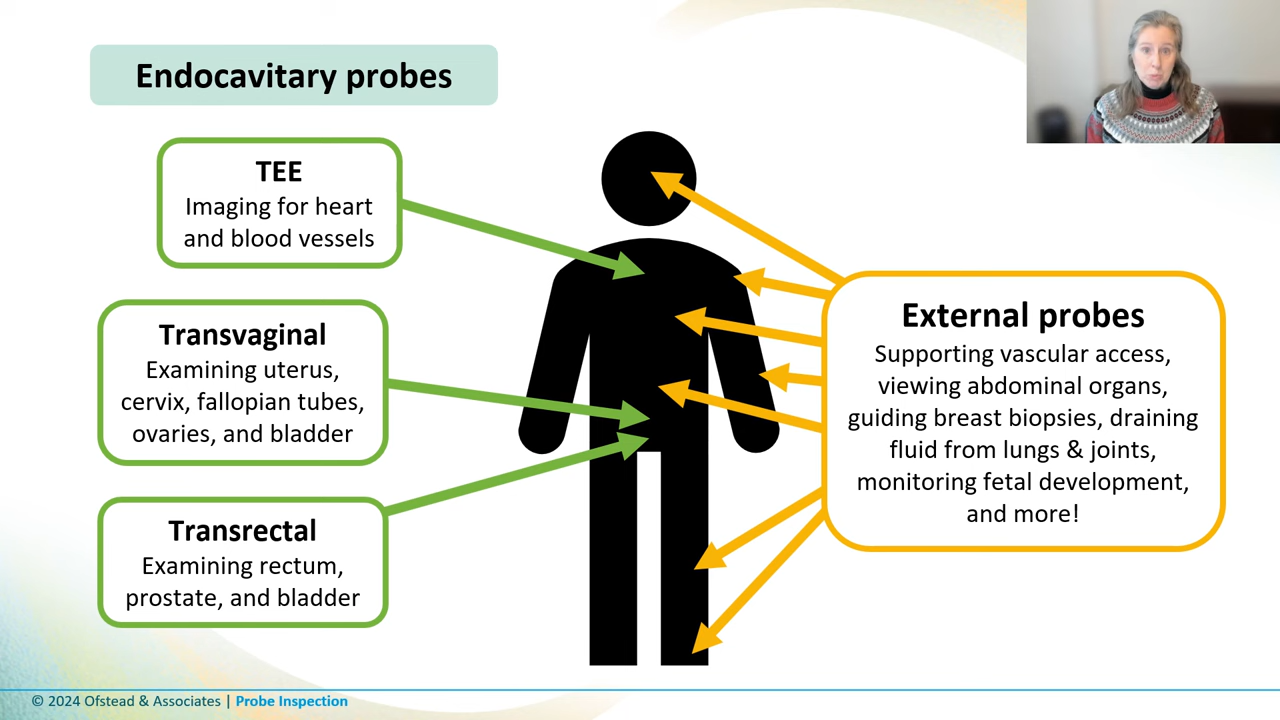 Endocavitary probes
TEE
Imaging for heart
and blood vessels
Transvaginal
Examining uterus,
cervix, fallopian tubes,
ovaries, and bladder
Transrectal
Examining rectum,
prostate, and bladder
External probes
Supporting vascular access,
viewing abdominal organs,
guiding breast biopsies, draining
fluid from lungs & joints,
monitoring fetal development,
and more!
© 2024 Ofstead & Associates | Probe Inspection